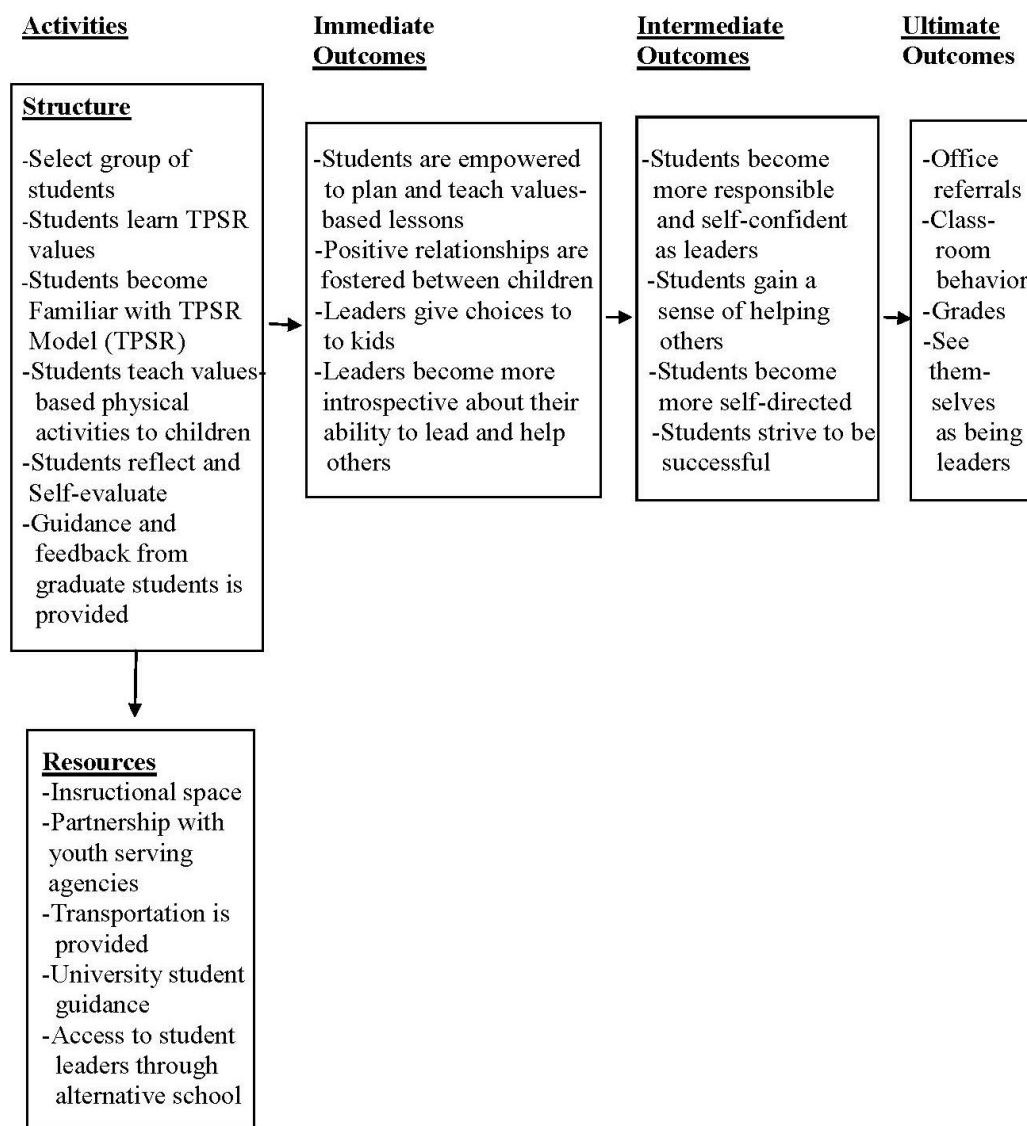 Activities
Structure
-Select group of
students
-Students learn TPSR
values
-Students become
Familiar with TPSR
Model (TPSR)
-Students teach values-
based physical
activities to children
-Students reflect and
Self-evaluate
-Guidance and
feedback from
graduate students is
provided
Resources
-Insructional space
-Partnership with
youth serving
agencies
-Transportation is
provided
-University student
guidance
-Access to student
leaders through
alternative school
Immediate
Outcomes
-Students are empowered
to plan and teach values-
based lessons
-Positive relationships are
fostered between children
-Leaders give choices to
to kids
-Leaders become more
introspective about their
ability to lead and help
others
Intermediate
Outcomes
-Students become
more responsible
and self-confident
as leaders
-Students gain a
sense of helping
others
-Students become
more self-directed
-Students strive to be
successful
Ultimate
Outcomes
-Office
referrals
-Class-
room
behavior
-Grades
-See
them-
selves
as being
leaders